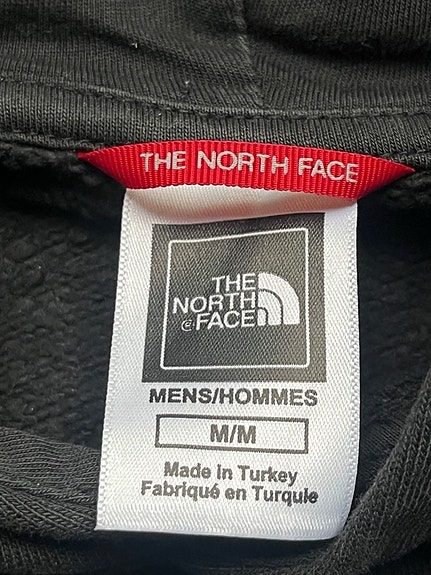 THE NORTH FACE
THE
NORTH
FACE
MENS/HOMMES
M/M
Made in Turkey
Fabriqué en Turquie